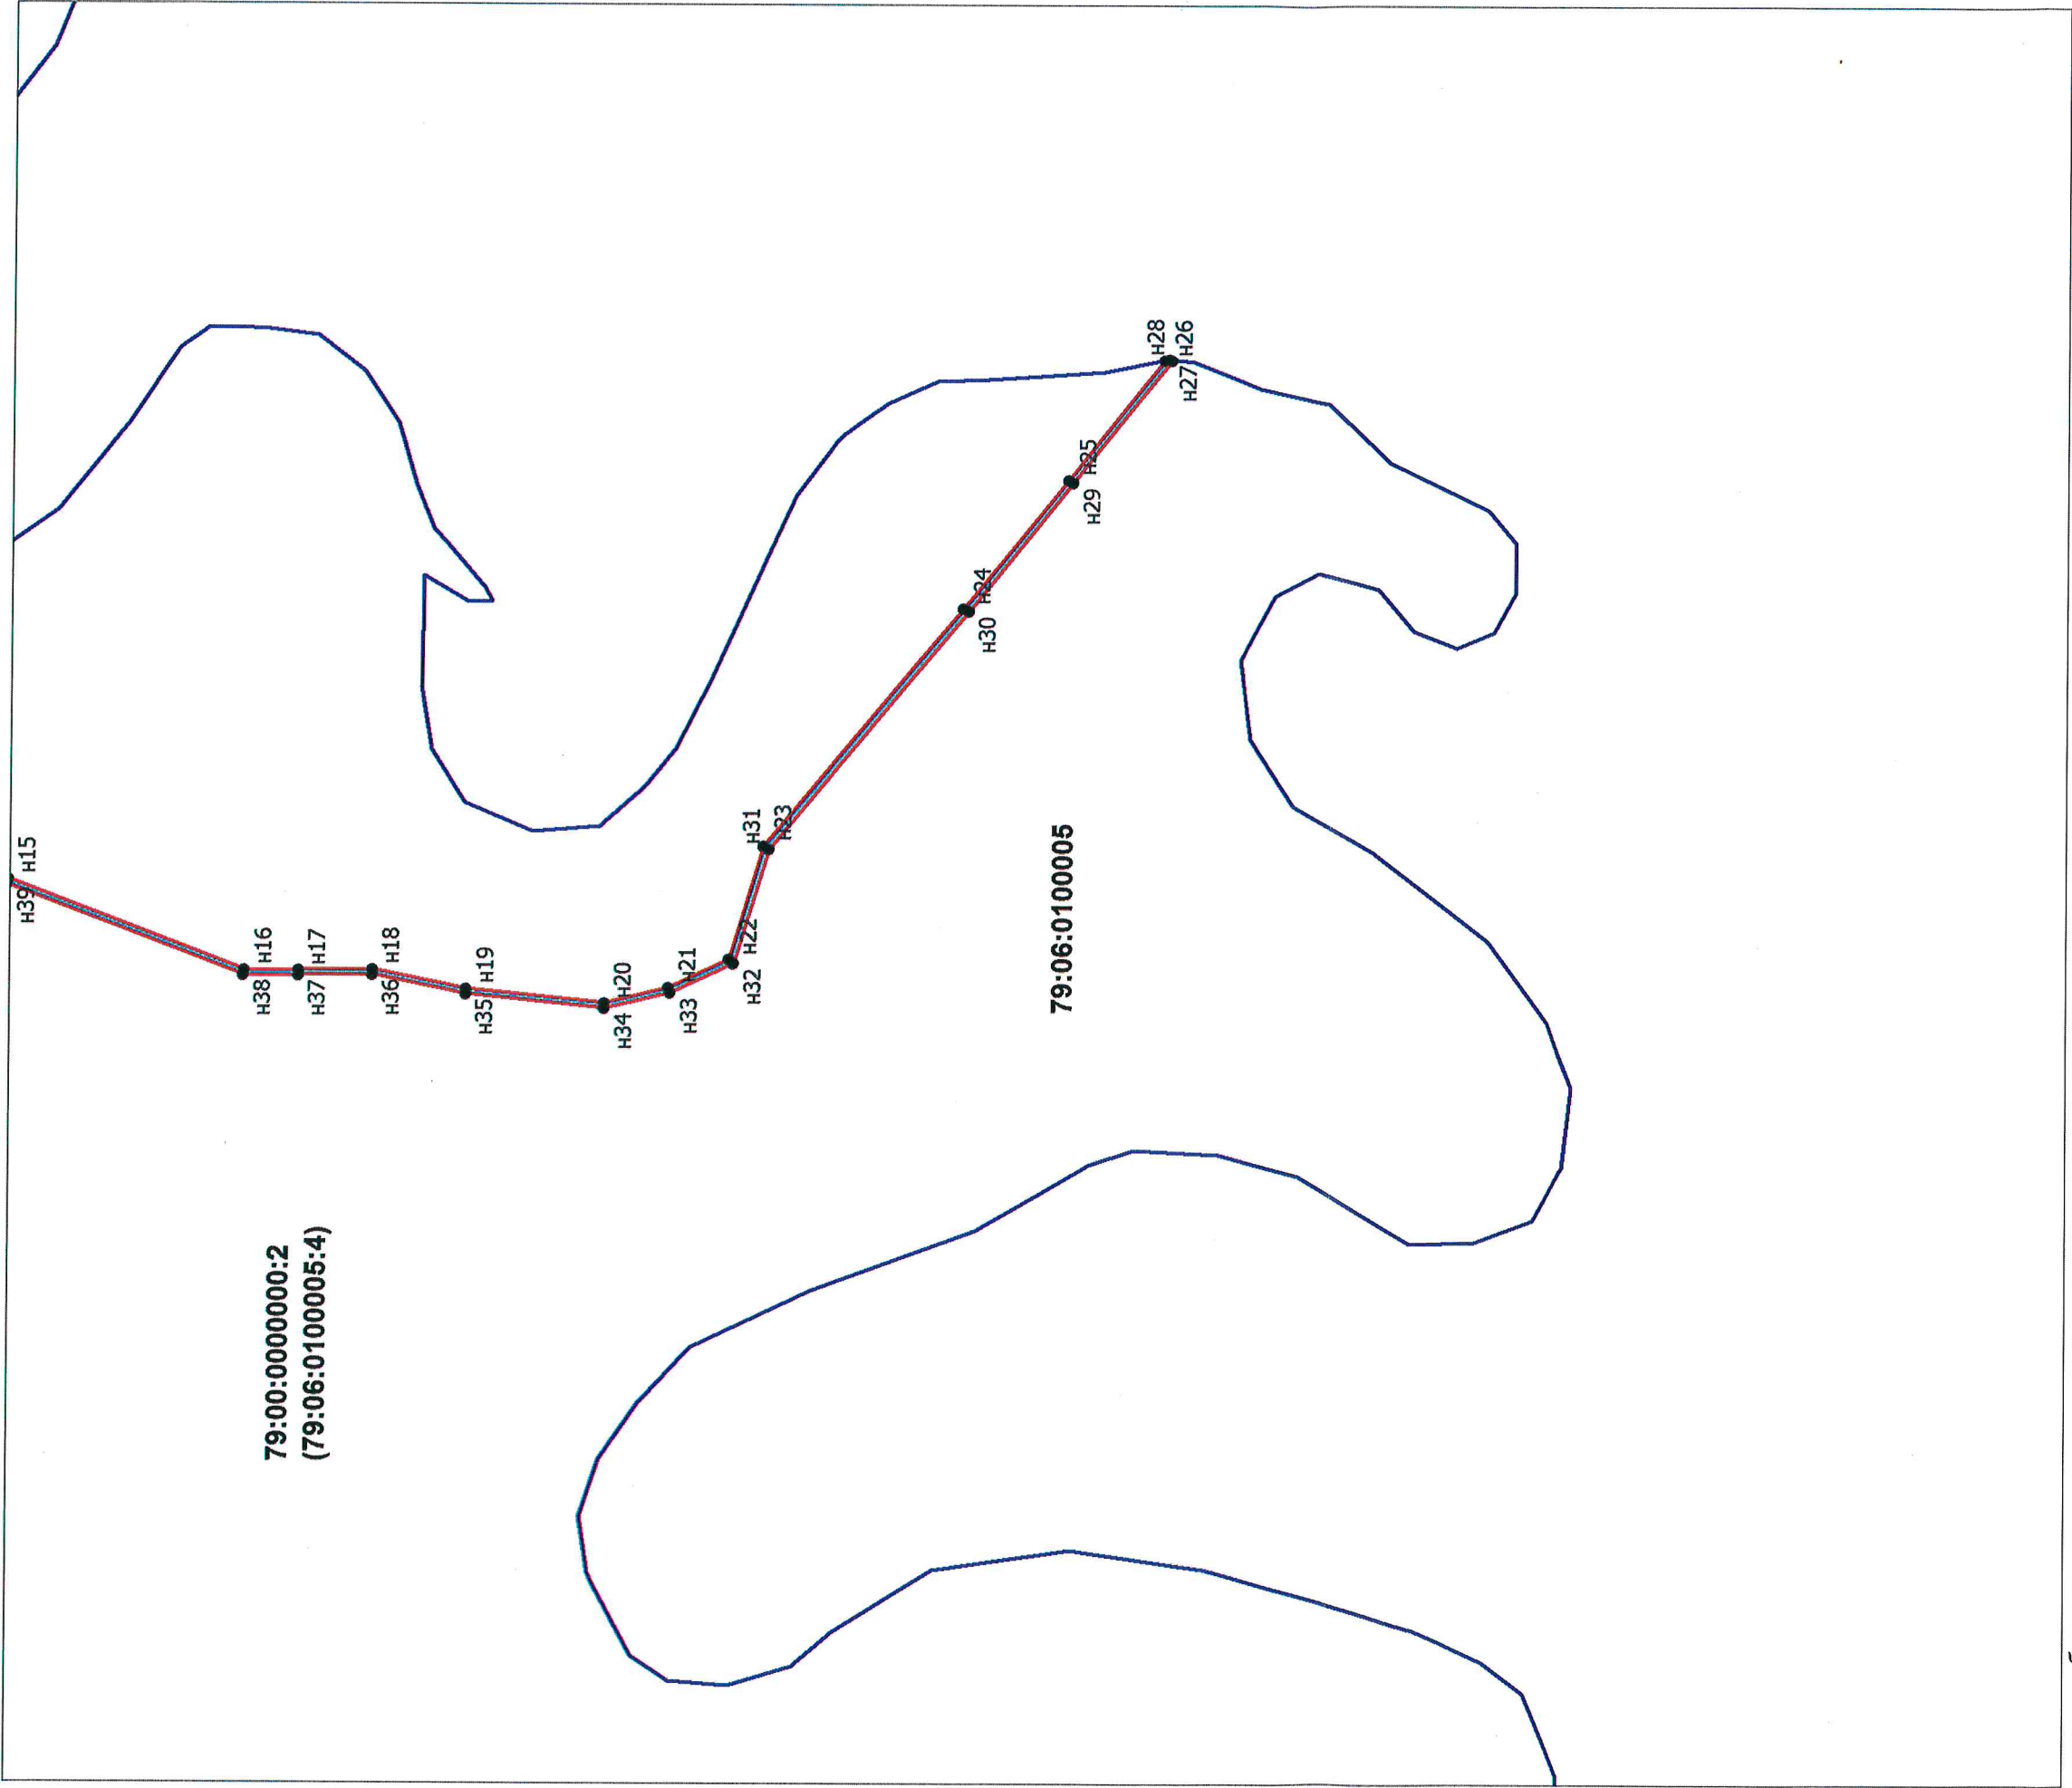 н15
н39
н16
н38
н17
н37
н18
н36
н19
н35
н20
н34
н21
н33
н22
н32
н31
н23
н24
н30
н25
н29
н28
н26
н27
79:06:0100005
79:00:0000000:2
(79:06:0100005:4)